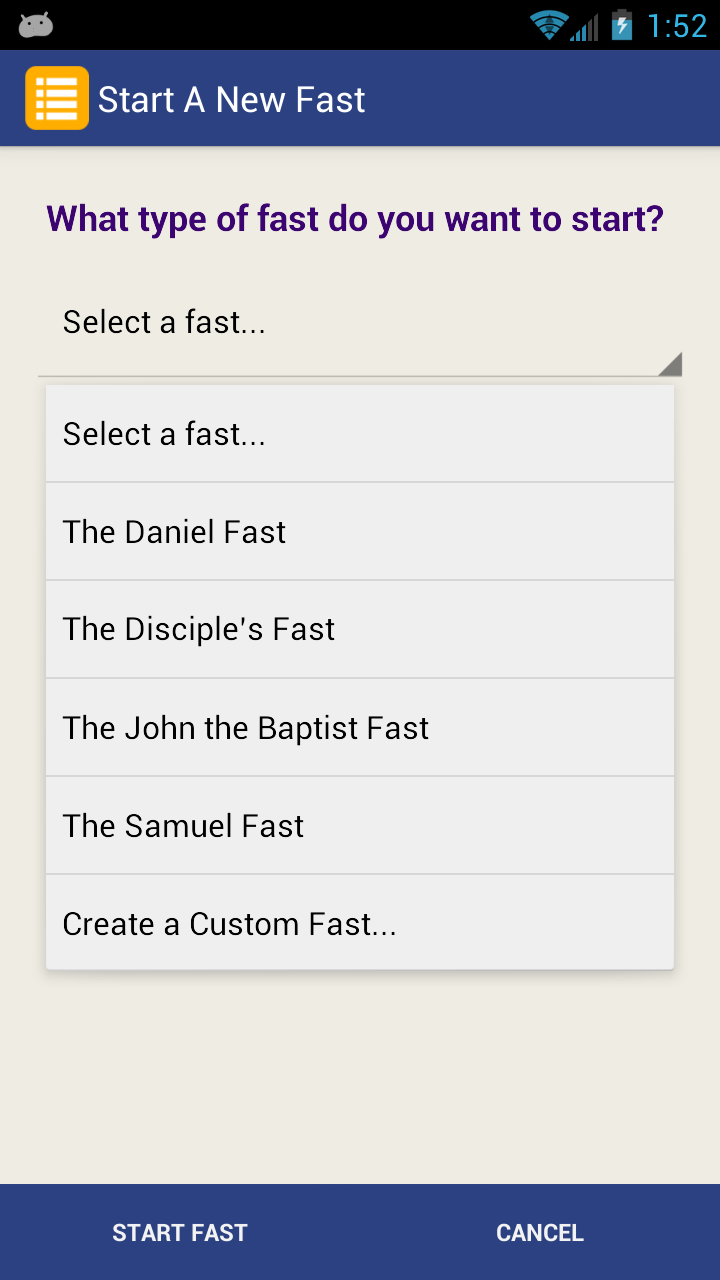 1:52
Start A New Fast
What type of fast do you want to start?
Select a fast...
Select a fast...
The Daniel Fast
The Disciple's Fast
The John the Baptist Fast
The Samuel Fast
Create a Custom Fast...
START FAST
CANCEL